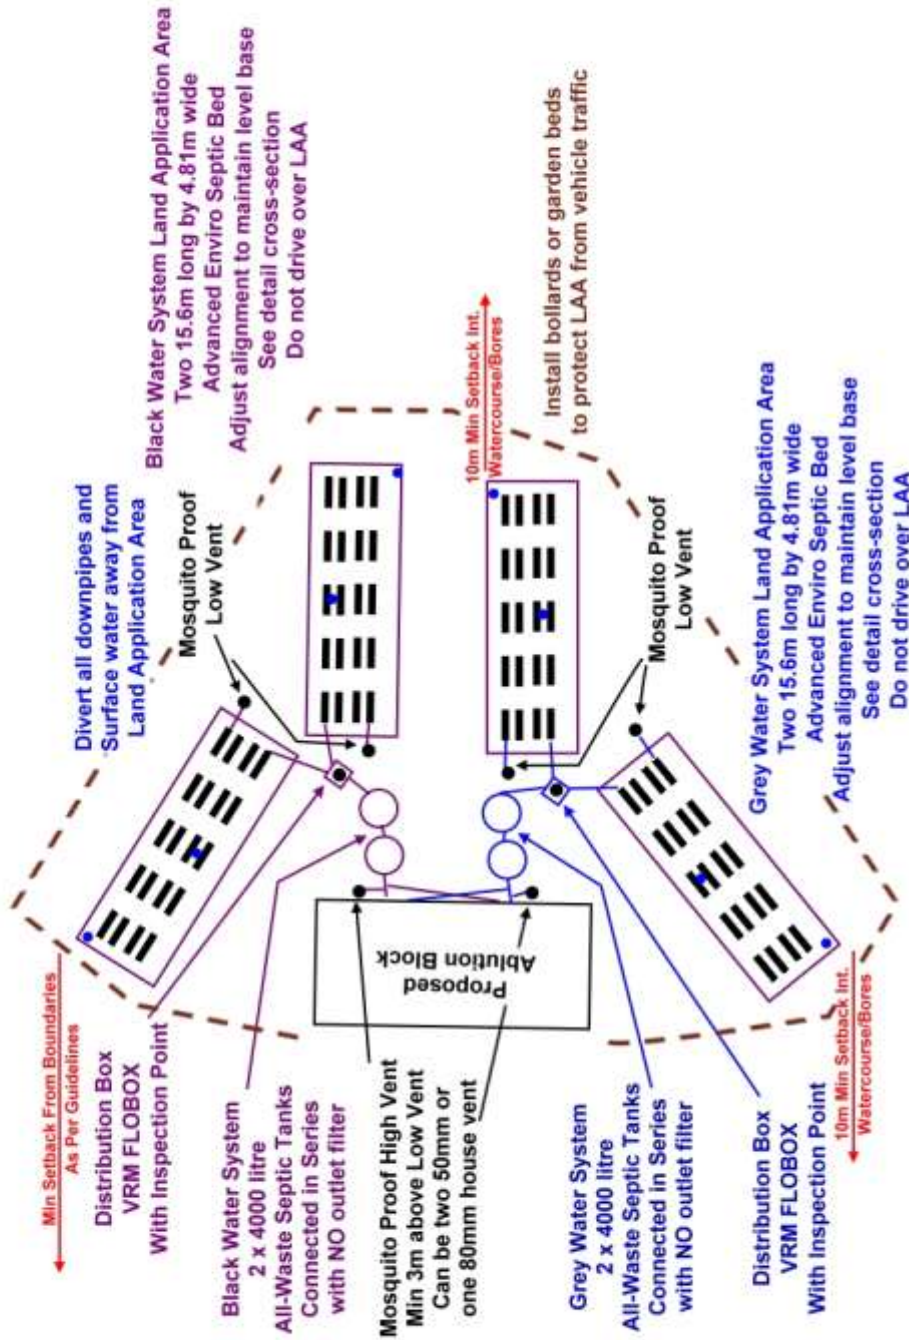 Min Setback From Boundaries
As Per Guidelines
Distribution Box
VRM FLOBOX
With Inspection Point
Black Water System
2 x 4000 litre
All-Waste Septic Tanks
Connected in Series
with NO outlet filter
Mosquito Proof High Vent
Min 3m above Low Vent
Can be two 50mm or
one 80mm house vent
Grey Water System
2 x 4000 litre
All-Waste Septic Tanks
Connected in Series
with NO outlet filter
Distribution Box
VRM FLOBOX
With Inspection Point
10m Min Setback Int.
Watercourse/Bores
Proposed
Ablution Block
Divert all downpipes and
Surface water away from
Land Application Area
Mosquito Proof
Low Vent
Black Water System Land Application Area
Two 15.6m long by 4.81m wide
Advanced Enviro Septic Bed
Adjust alignment to maintain level base
See detail cross-section
Do not drive over LAA
10m Min Setback Int.
Watercourse/Bores
Install bollards or garden beds
to protect LAA from vehicle traffic
Mosquito Proof
Low Vent
Grey Water System Land Application Area
Two 15.6m long by 4.81m wide
Advanced Enviro Septic Bed
Adjust alignment to maintain level base
See detail cross-section
Do not drive over LAA